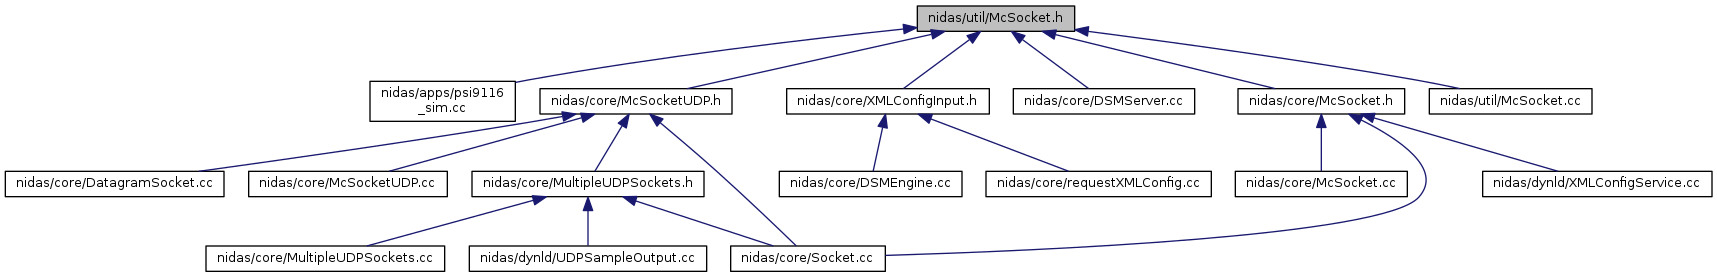 nidas/util/McSocket.h
nidas/apps/psi9116
_sim.cc
nidas/core/McSocketUDP.h
nidas/core/XMLConfigInput.h
nidas/core/DSMServer.cc
nidas/core/McSocket.h
nidas/util/McSocket.cc
nidas/core/DatagramSocket.cc
nidas/core/McSocketUDP.cc
nidas/core/MultipleUDPSockets.h
nidas/core/DSMEngine.cc
nidas/core/requestXMLConfig.cc
nidas/core/McSocket.cc
nidas/dynld/XMLConfigService.cc
nidas/core/MultipleUDPSockets.cc
nidas/dynld/UDPSampleOutput.cc
nidas/core/Socket.cc